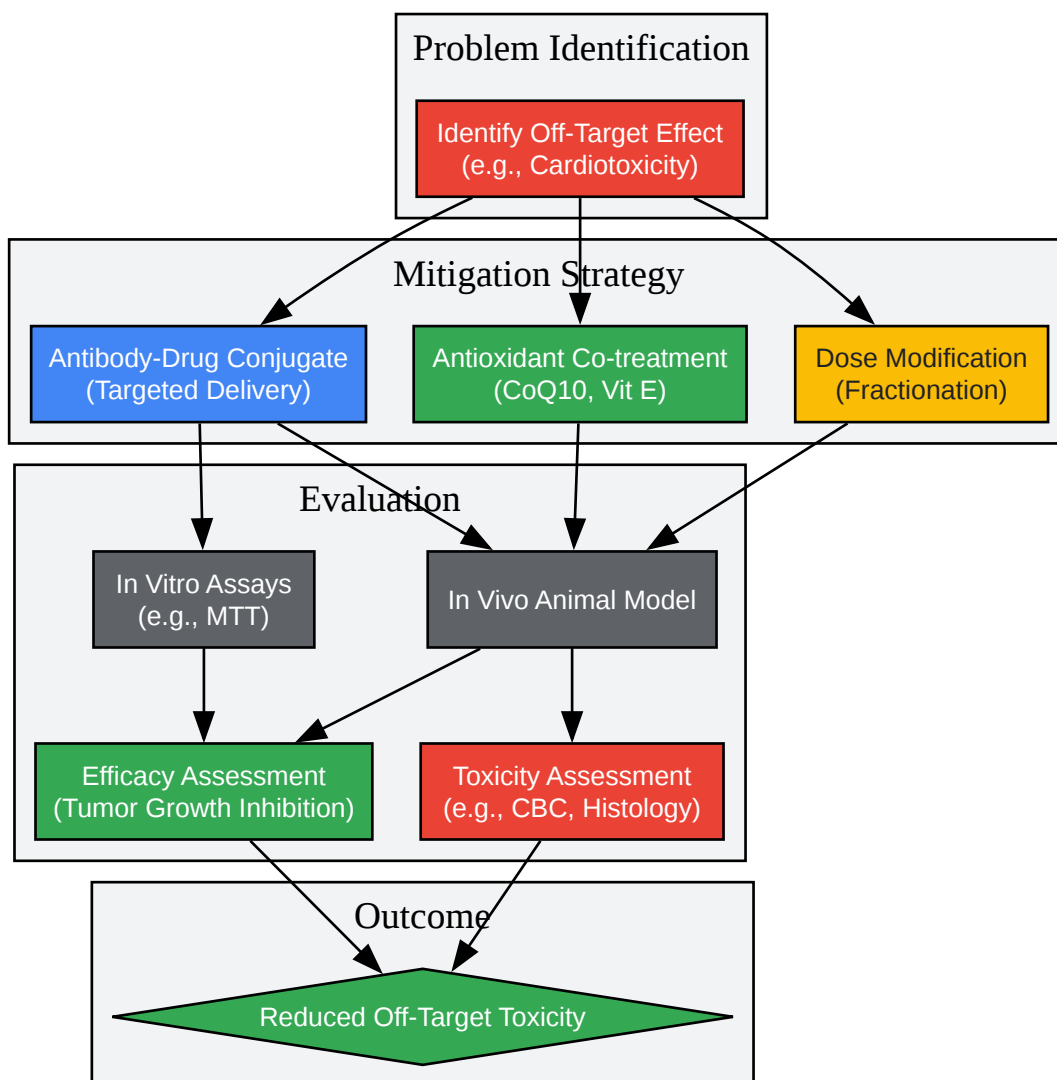 Problem Identification
Identify Off-Target Effect
(e.g., Cardiotoxicity)
Mitigation Strategy
Antibody-Drug Conjugate
(Targeted Delivery)
Antioxidant Co-treatment
(CoQ10, Vit E)
Dose Modification
(Fractionation)
Evaluation
In Vitro Assays
(e.g., MTT)
In Vivo Animal Model
Efficacy Assessment
(Tumor Growth Inhibition)
Toxicity Assessment
(e.g., CBC, Histology)
Outcome
Reduced Off-Target Toxicity